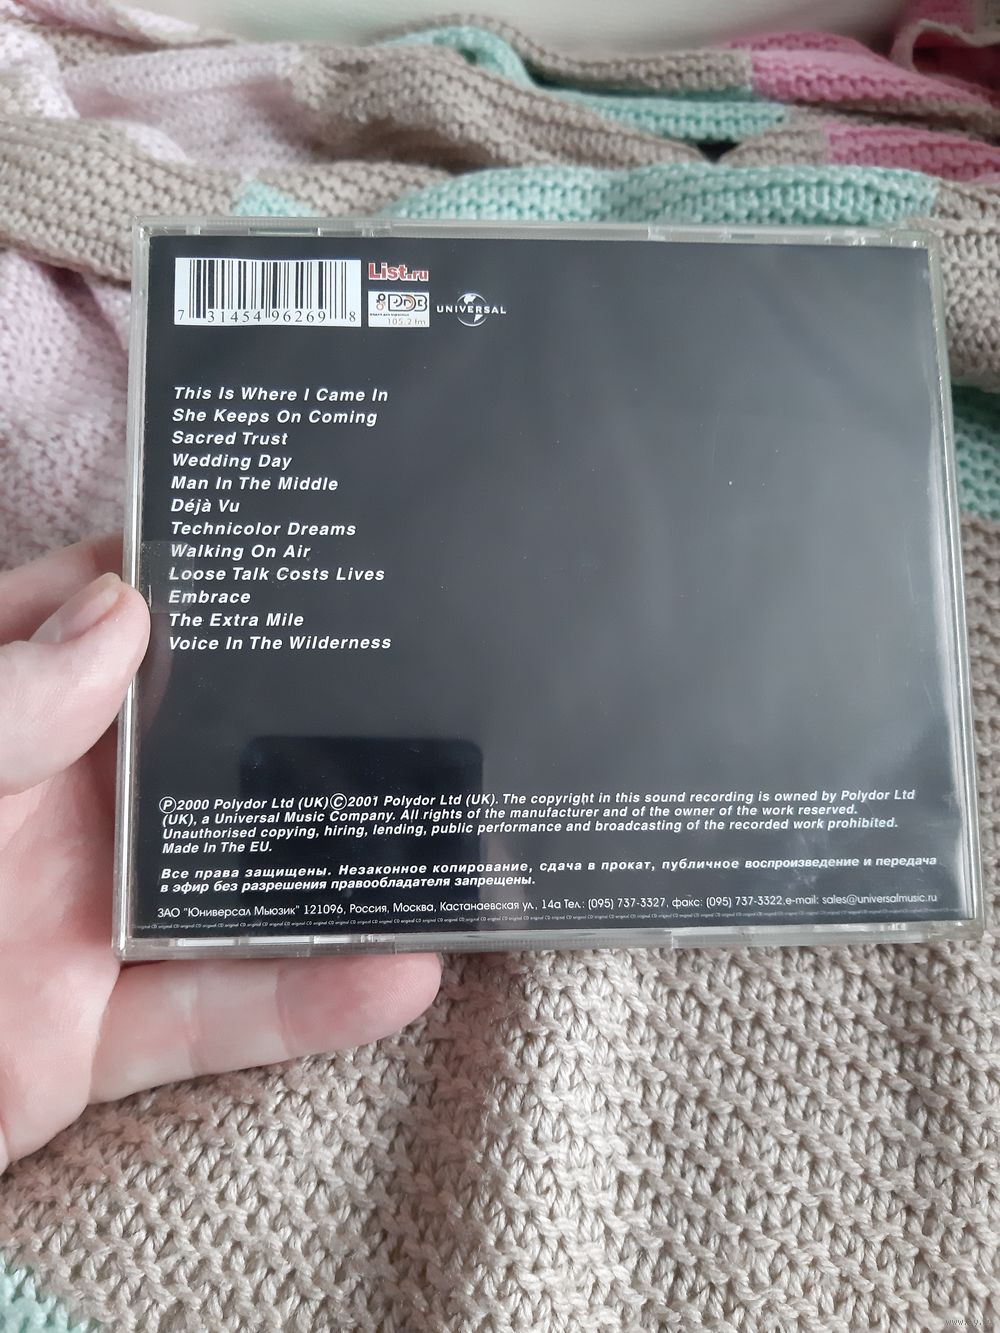 List.ru
105.2 fm
UNIVERSAL
7 31454 96269 8
This Is Where I Came In
She Keeps On Coming
Sacred Trust
Wedding Day
Man In The Middle
Déjà Vu
Technicolor Dreams
Walking On Air
Loose Talk Costs Lives
Embrace
The Extra Mile
Voice In The Wilderness
Ⓟ2000 Polydor Ltd (UK)Ⓒ2001 Polydor Ltd (UK). The copyright in this sound recording is owned by Polydor Ltd
(UK), a Universal Music Company. All rights of the manufacturer and of the owner of the work reserved.
Unauthorised copying, hiring, lending, public performance and broadcasting of the recorded work prohibited.
Made In The EU.
Все права защищены. Незаконное копирование, сдача в прокат, публичное воспроизведение и передача
в эфир без разрешения правообладателя запрещены.
ЗАО "Юниверсал Мьюзик" 121096, Россия, Москва, Кастанаевская ул., 14а Тел.: (095) 737-3327, факс: (095) 737-3322,e-mail: sales@universalmusic.ru